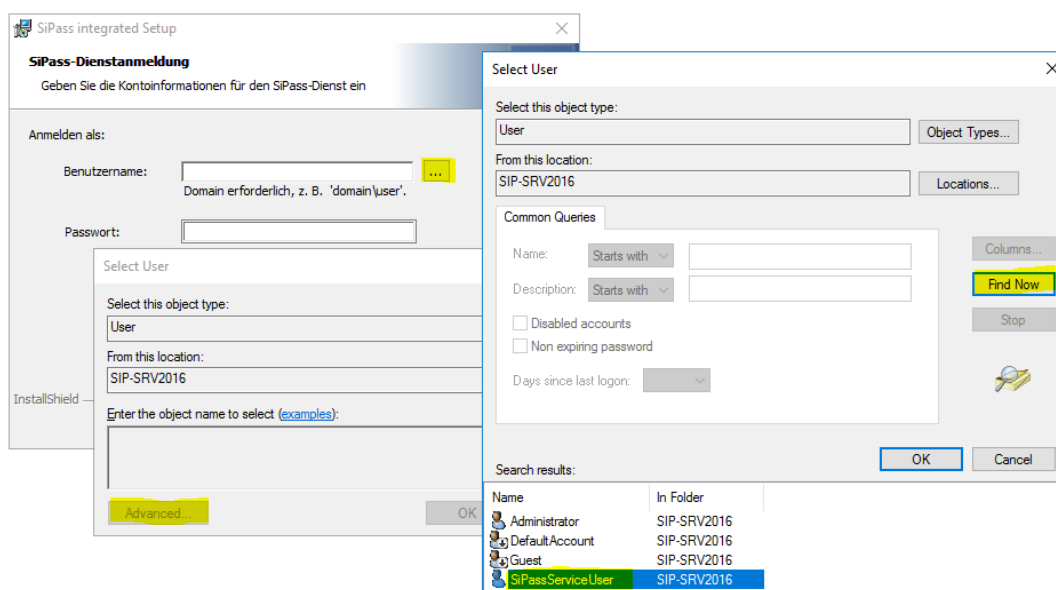 SiPass integrated Setup
SiPass-Dienstanmeldung
Geben Sie die Kontoinformationen für den SiPass-Dienst ein
Anmelden als:
Benutzername:
...
Domain erforderlich, z. B. 'domain\user'.
Passwort:
InstallShield
Select User
Select this object type:
User
From this location:
SIP-SRV2016
Enter the object name to select (examples):
Advanced...
OK
Select User
Select this object type:
User
Object Types...
From this location:
SIP-SRV2016
Locations...
Common Queries
Name: Starts with
Description: Starts with
Disabled accounts
Non expiring password
Days since last logon:
Columns...
Find Now
Stop
OK Cancel
Search results:
Name In Folder
Administrator SIP-SRV2016
DefaultAccount SIP-SRV2016
Guest SIP-SRV2016
SiPassServiceUser SIP-SRV2016